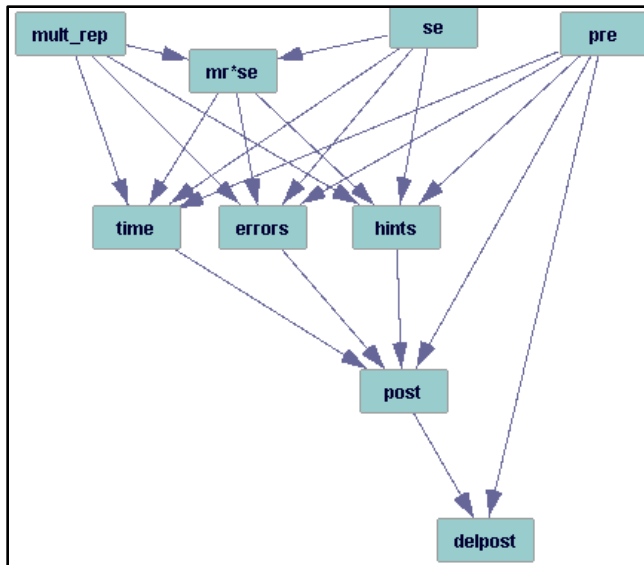 mult_rep
se
pre
mr*se
time
errors
hints
post
delpost